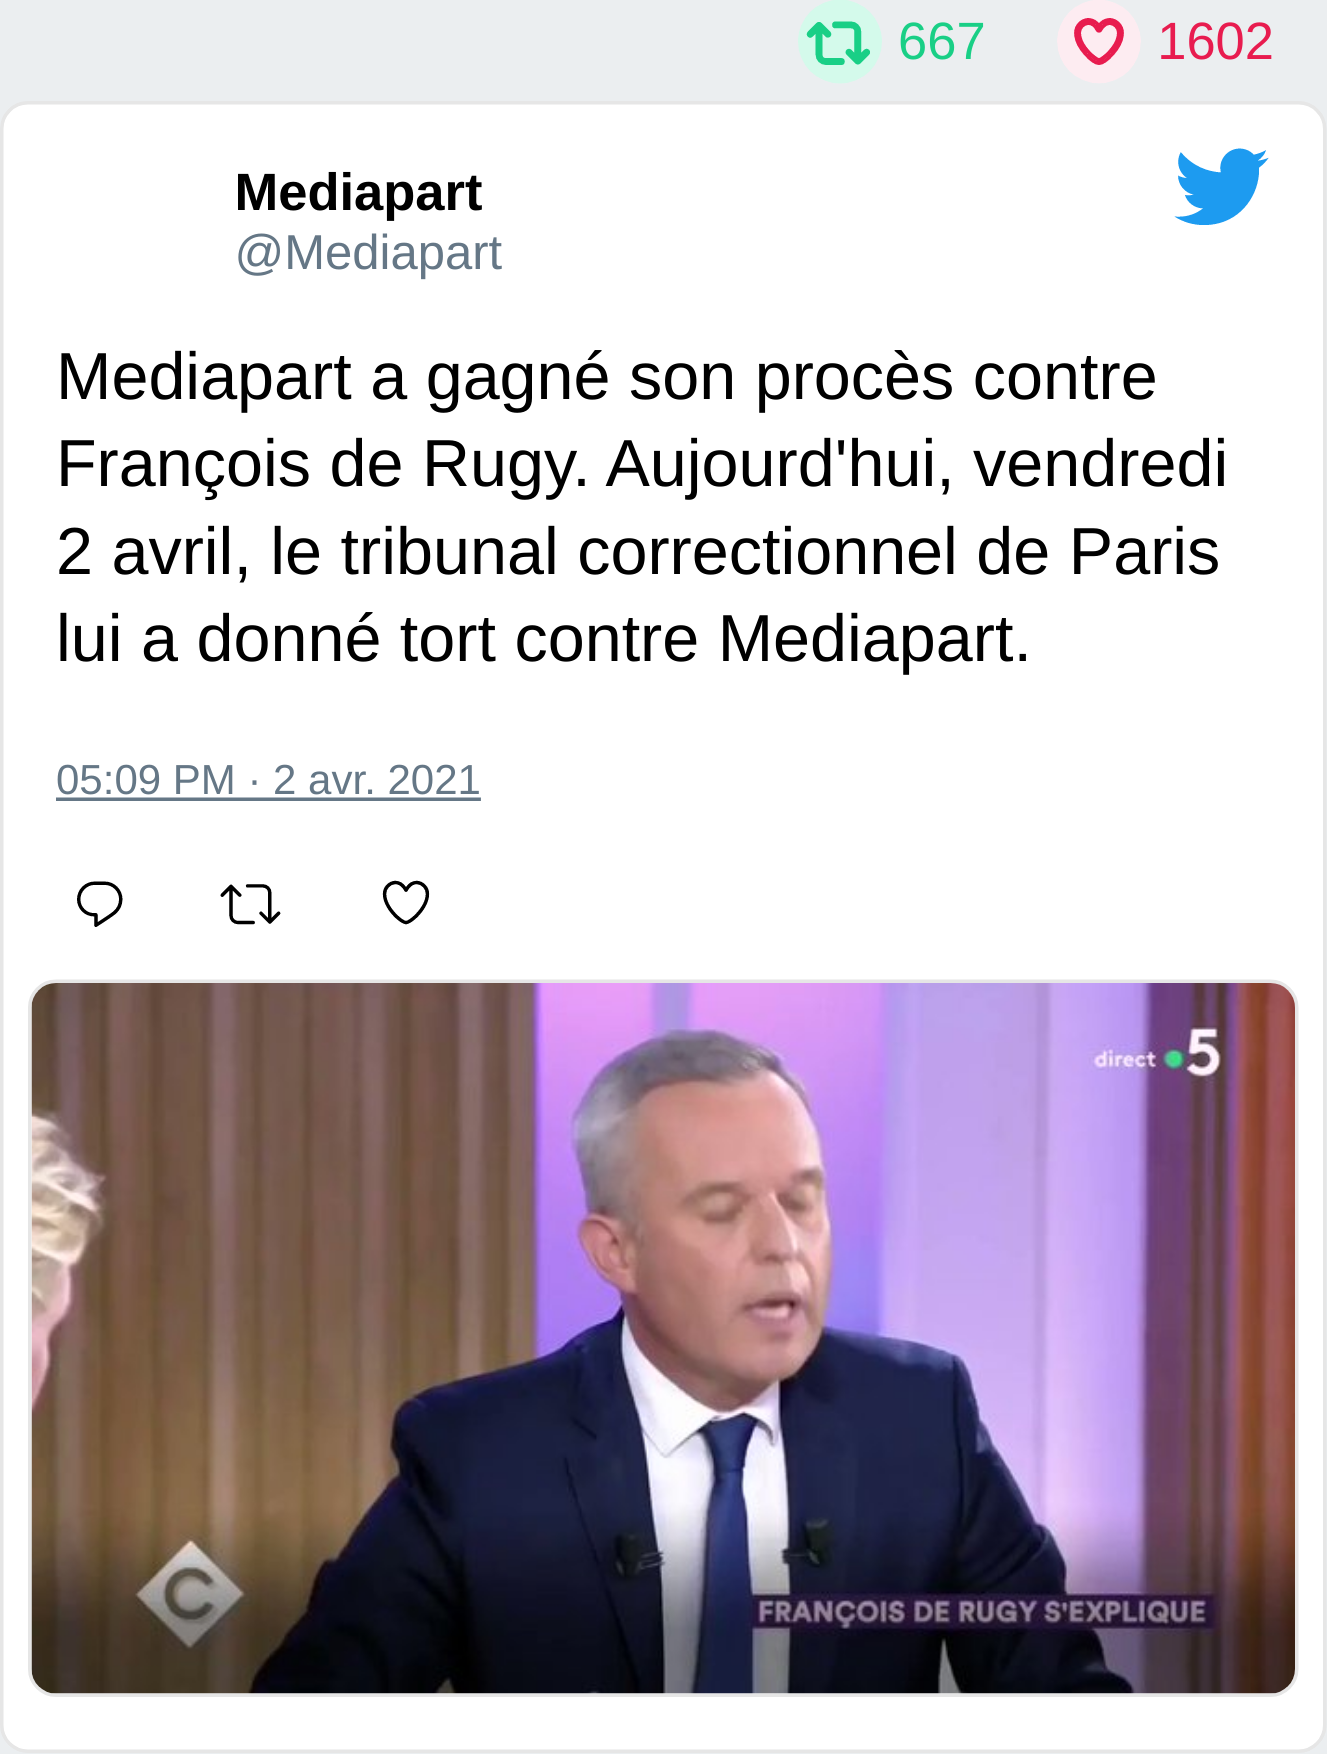 667 1602
Mediapart
@Mediapart
Mediapart a gagné son procès contre
François de Rugy. Aujourd'hui, vendredi
2 avril, le tribunal correctionnel de Paris
lui a donné tort contre Mediapart.
05:09 PM · 2 avr. 2021
direct 5
C
FRANÇOIS DE RUGY S'EXPLIQUE